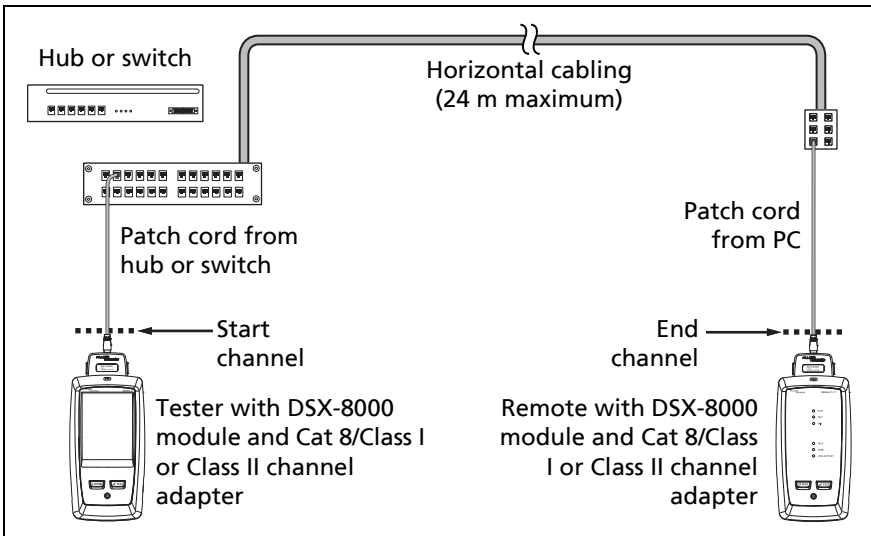 Hub or switch
Horizontal cabling
(24 m maximum)
Patch cord from
hub or switch
Patch cord
from PC
Start
channel
End
channel
Tester with DSX-8000
module and Cat 8/Class I
or Class II channel
adapter
Remote with DSX-8000
module and Cat 8/Class
I or Class II channel
adapter